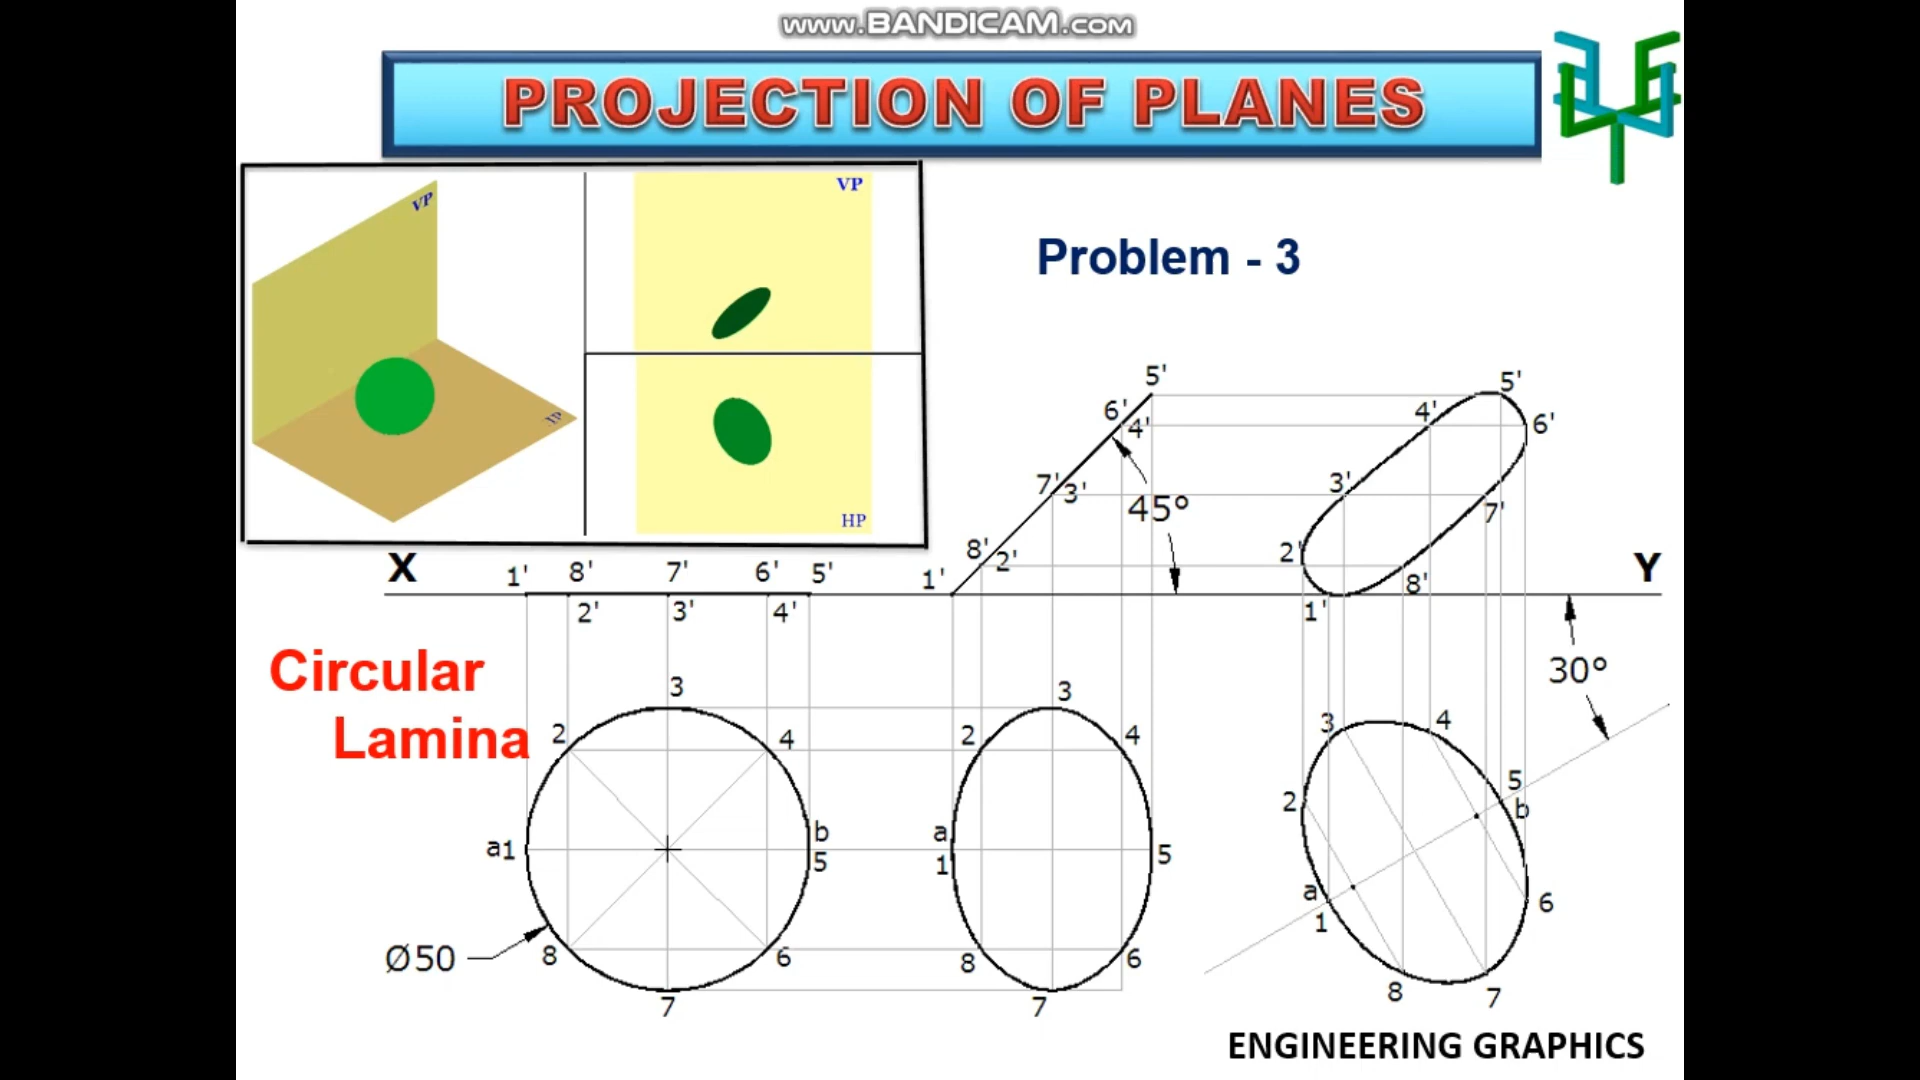 www.BANDICAM.com
PROJECTION OF PLANES
VP
VP
HP
HP
Problem - 3
5'
6'
4'
7'
3'
45°
8'
2'
1'
5'
4'
6'
3'
7'
2'
8'
1'
X
Y
1' 8' 7' 6' 5'
2' 3' 4'
30°
Circular
Lamina
3
2
4
a1
b
5
Ø50
8
6
7
3
2
4
a
1
5
8
6
7
3
4
2
5
b
a
1
6
8
7
ENGINEERING GRAPHICS